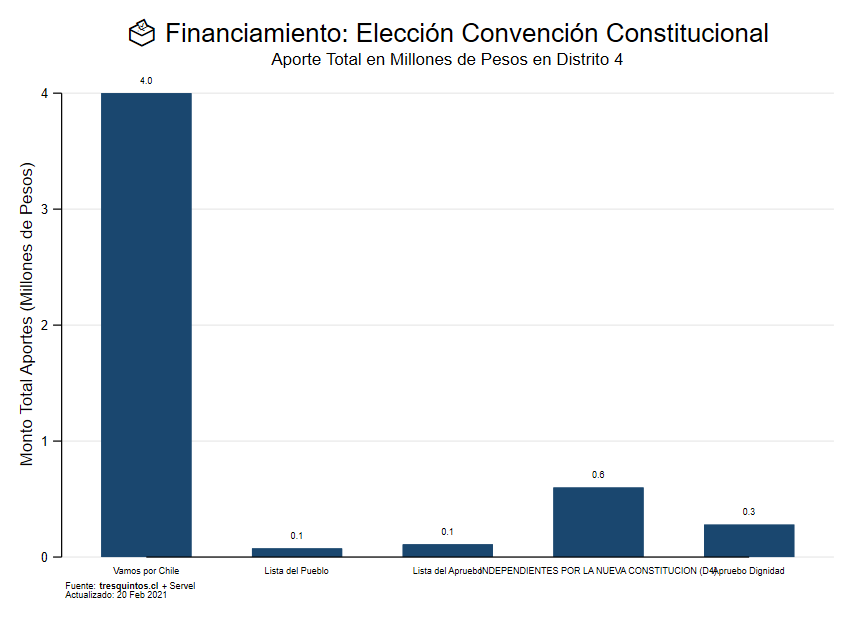 Financiamiento: Elección Convención Constitucional
Aporte Total en Millones de Pesos en Distrito 4
Monto Total Aportes (Millones de Pesos)
4
3
2
1
0
4.0
0.1
0.1
0.6
0.3
Vamos por Chile
Lista del Pueblo
Lista del Apruebo
INDEPENDIENTES POR LA NUEVA CONSTITUCION (D4)
Apruebo Dignidad
Fuente: tresquintos.cl + Servel
Actualizado: 20 Feb 2021